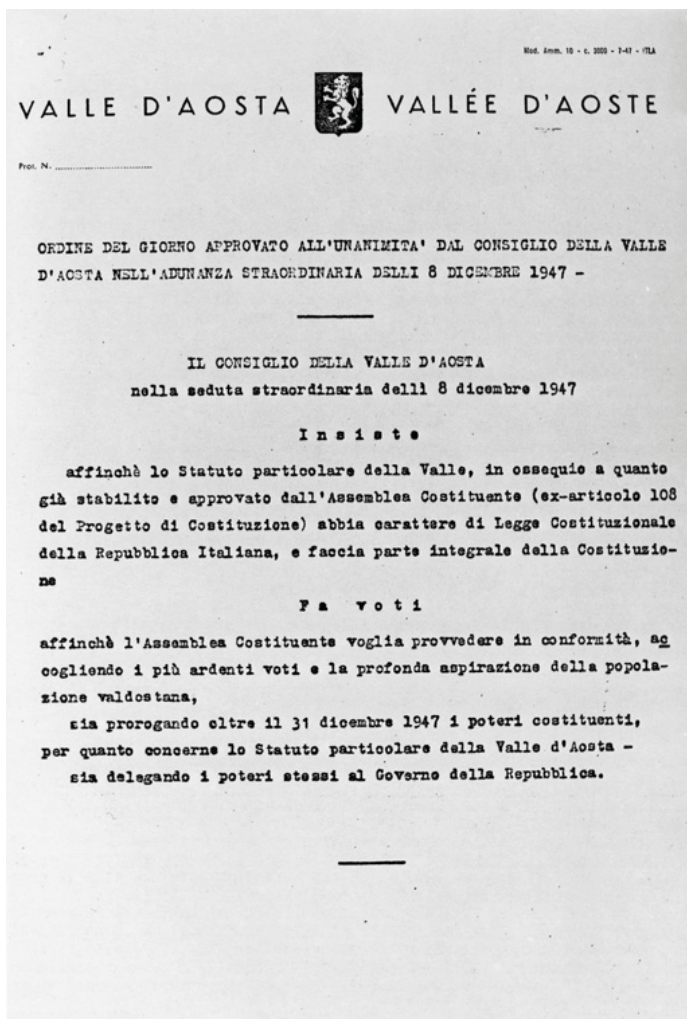 Mod. Amm. 10 - c. 3000 - 7-47 - ITLA
VALLE D'AOSTA VALLÉE D'AOSTE
Prot. N. ................................
ORDINE DEL GIORNO APPROVATO ALL'UNANIMITA' DAL CONSIGLIO DELLA VALLE
D'AOSTA NELL'ADUNANZA STRAORDINARIA DELLI 8 DICEMBRE 1947 -
IL CONSIGLIO DELLA VALLE D'AOSTA
nella seduta straordinaria delli 8 dicembre 1947
I n s i s t e
affinchè lo Statuto particolare della Valle, in ossequio a quanto
già stabilito e approvato dall'Assemblea Costituente (ex-articolo 108
del Progetto di Costituzione) abbia carattere di Legge Costituzionale
della Repubblica Italiana, e faccia parte integrale della Costituzio-
ne
F a v o t i
affinchè l'Assemblea Costituente voglia provvedere in conformità, ac
cogliendo i più ardenti voti e la profonda aspirazione della popola-
zione valdostana,
sia prorogando oltre il 31 dicembre 1947 i poteri costituenti,
per quanto concerne lo Statuto particolare della Valle d'Aosta -
sia delegando i poteri stessi al Governo della Repubblica.